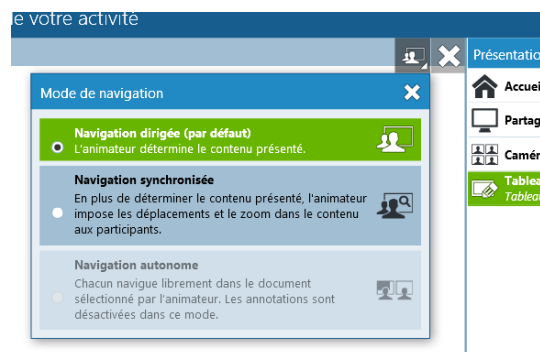 le votre activité
Présentatio
Mode de navigation
Accuei
Navigation dirigée (par défaut)
L'animateur détermine le contenu présenté.
Partag
Camér
Navigation synchronisée
En plus de déterminer le contenu présenté, l'animateur
impose les déplacements et le zoom dans le contenu
aux participants.
Tablea
Tableau
Navigation autonome
Chacun navigue librement dans le document
sélectionné par l'animateur. Les annotations sont
désactivées dans ce mode.